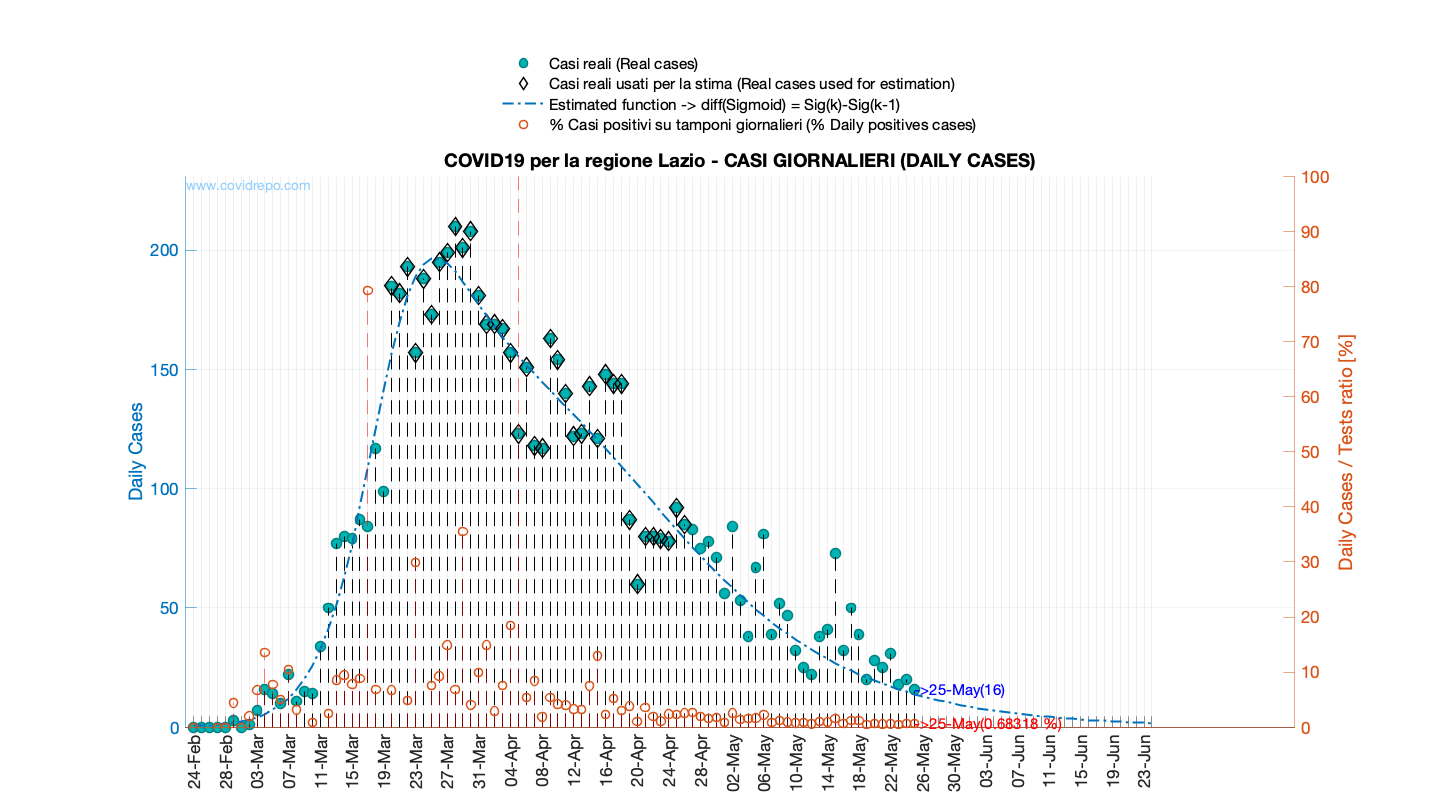 Casi reali (Real cases)
Casi reali usati per la stima (Real cases used for estimation)
Estimated function -> diff(Sigmoid) = Sig(k)-Sig(k-1)
% Casi positivi su tamponi giornalieri (% Daily positives cases)
COVID19 per la regione Lazio - CASI GIORNALIERI (DAILY CASES)
www.covidrepo.com
Daily Cases
200
150
100
50
0
100
90
80
70
60
50
40
30
20
10
0
Daily Cases / Tests ratio [%]
->25-May(16)
->25-May(0.68318 %)
24-Feb
28-Feb
03-Mar
07-Mar
11-Mar
15-Mar
19-Mar
23-Mar
27-Mar
31-Mar
04-Apr
08-Apr
12-Apr
16-Apr
20-Apr
24-Apr
28-Apr
02-May
06-May
10-May
14-May
18-May
22-May
26-May
30-May
03-Jun
07-Jun
11-Jun
15-Jun
19-Jun
23-Jun